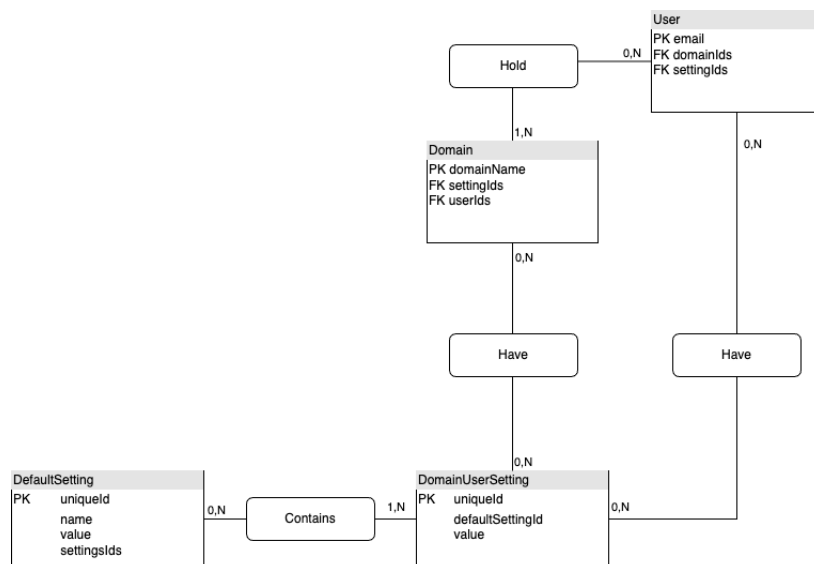 User
PK email
FK domainIds
FK settingIds
0,N
Hold
1,N
0,N
Domain
PK domainName
FK settingIds
FK userIds
0,N
Have
Have
0,N
DefaultSetting
PK uniqueId
name
value
settingsIds
0,N
Contains
1,N
DomainUserSetting
PK uniqueId
defaultSettingId
value
0,N